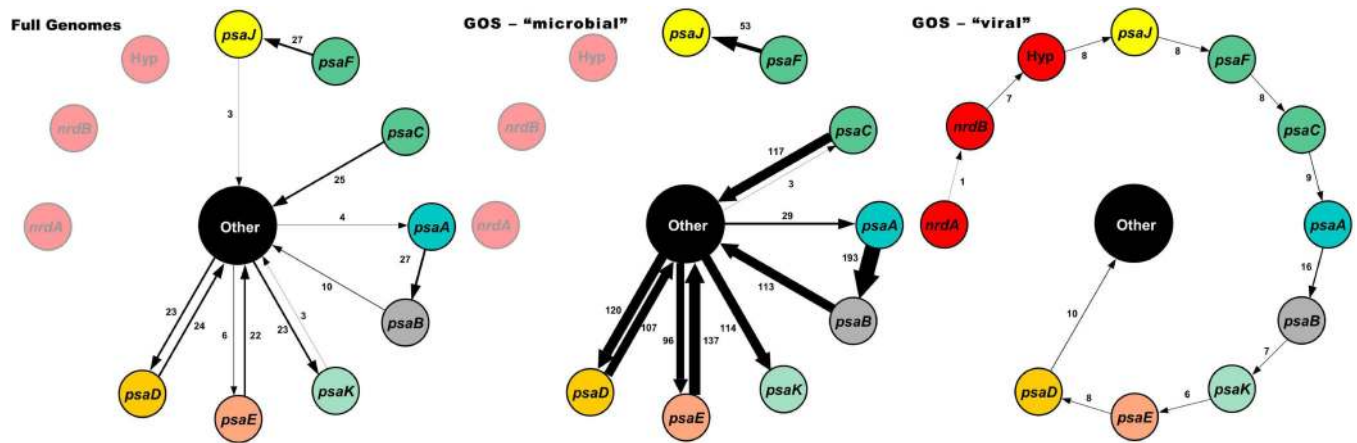 Full Genomes
psaJ
27
psaF
Hyp
nrdB
3
psaC
25
nrdA
Other
4
psaA
27
10
psaB
23
24
6
22
23
3
psaD
psaE
psaK
GOS – “microbial”
psaJ
53
psaF
Hyp
nrdB
psaC
117
3
nrdA
Other
29
psaA
193
113
psaB
120
107
96
137
114
psaD
psaE
psaK
GOS – “viral”
psaJ
8
8
Hyp
psaF
7
8
nrdB
psaC
1
9
nrdA
Other
psaA
16
10
psaB
7
psaD
8
psaE
6
psaK